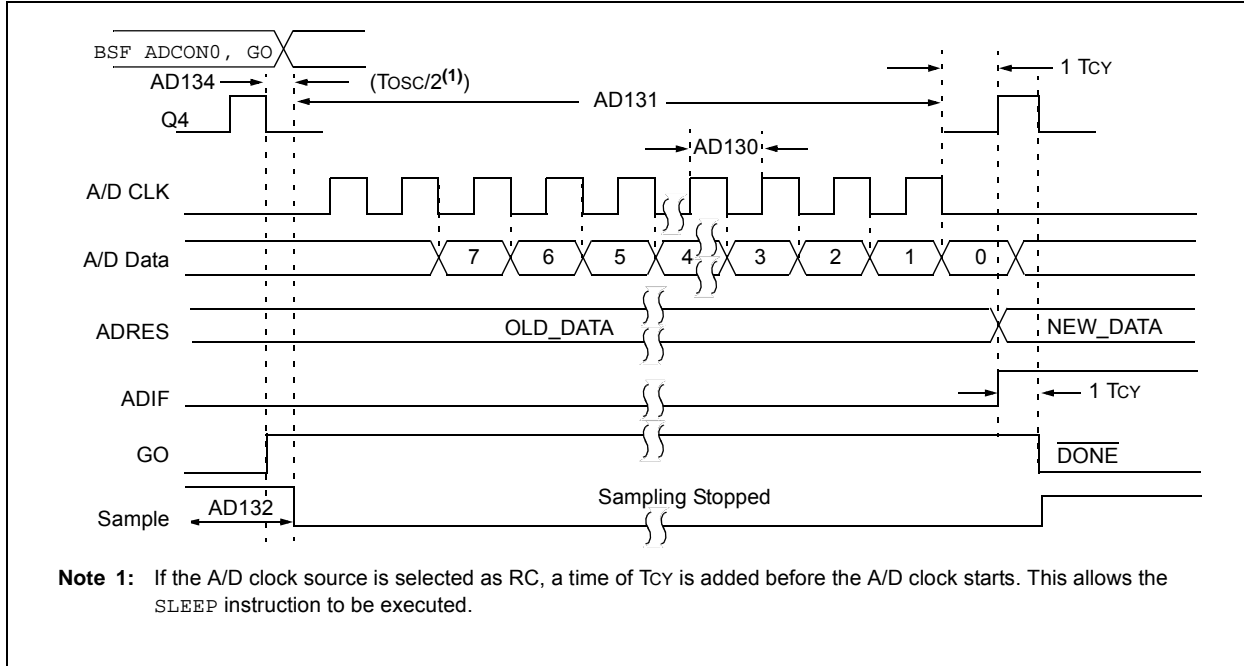 BSF ADCON0, GO
AD134
(TOSC/2(1))
1 TCY
AD131
Q4
AD130
A/D CLK
A/D Data
7
6
5
4
3
2
1
0
ADRES
OLD_DATA
NEW_DATA
ADIF
1 TCY
GO
DONE
Sampling Stopped
AD132
Sample
Note 1: If the A/D clock source is selected as RC, a time of TCY is added before the A/D clock starts. This allows the
SLEEP instruction to be executed.